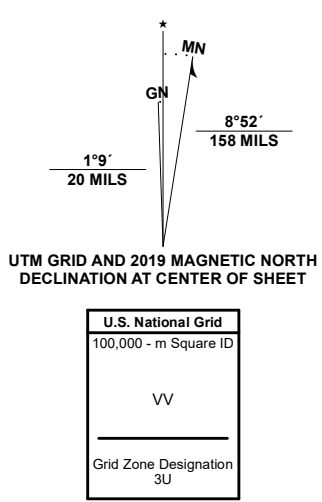 ★
MN
GN
8°52´
158 MILS
1°9´
20 MILS
UTM GRID AND 2019 MAGNETIC NORTH
DECLINATION AT CENTER OF SHEET
U.S. National Grid
100,000 - m Square ID
VV
Grid Zone Designation
3U